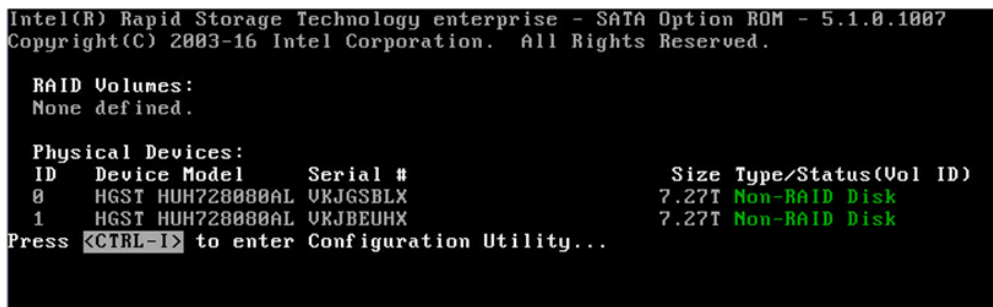 Intel(R) Rapid Storage Technology enterprise - SATA Option ROM - 5.1.0.1007
Copyright(C) 2003-16 Intel Corporation.  All Rights Reserved.
RAID Volumes:
None defined.
Physical Devices:
ID Device Model Serial # Size Type/Status(Vol ID)
0 HGST HUH728080AL VKJGSBLX 7.27T Non-RAID Disk
1 HGST HUH728080AL VKJBEUHX 7.27T Non-RAID Disk
Press <CTRL-I> to enter Configuration Utility...